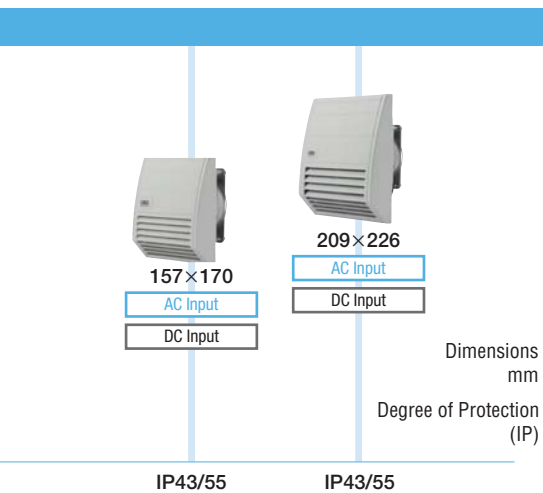 209×226
AC Input
DC Input
157×170
AC Input
DC Input
Dimensions
mm
Degree of Protection
(IP)
IP43/55
IP43/55